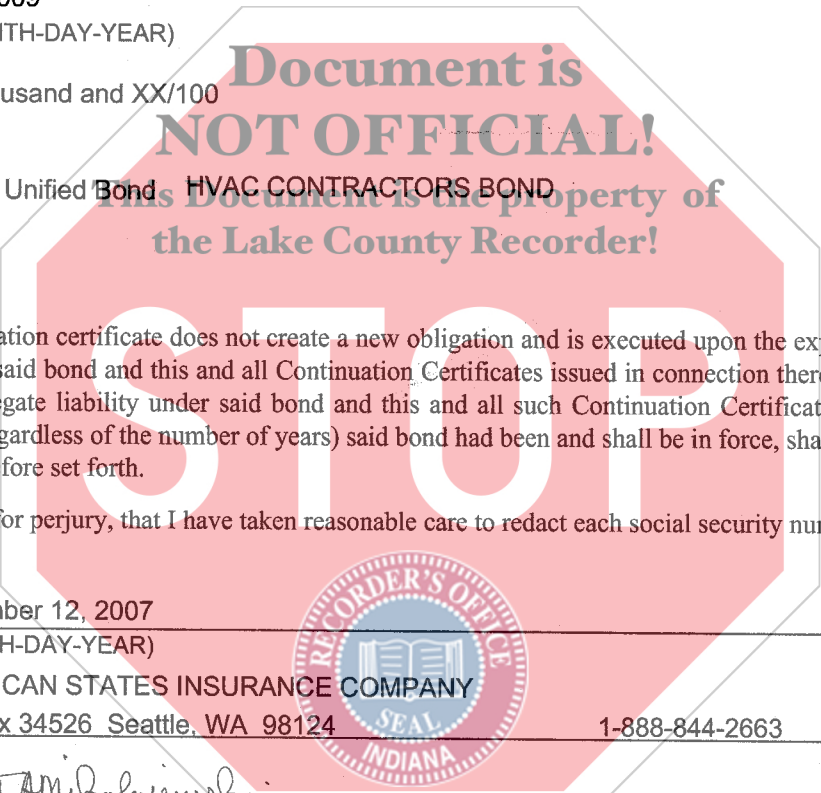 009
TH-DAY-YEAR)
Document is
usand and XX/100
NOT OFFICIAL!
Unified Bond HVAC CONTRACTORS BOND
This Document is the property of
the Lake County Recorder!
STOP
ation certificate does not create a new obligation and is executed upon the ex
said bond and this and all Continuation Certificates issued in connection ther
egate liability under said bond and this and all such Continuation Certificat
gardless of the number of years) said bond had been and shall be in force, sha
fore set forth.
for perjury, that I have taken reasonable care to redact each social security nu
RECORDER'S OFFICE
SEAL
INDIANA
ber 12, 2007
H-DAY-YEAR)
CAN STATES INSURANCE COMPANY
x 34526 Seattle, WA 98124 1-888-844-2663